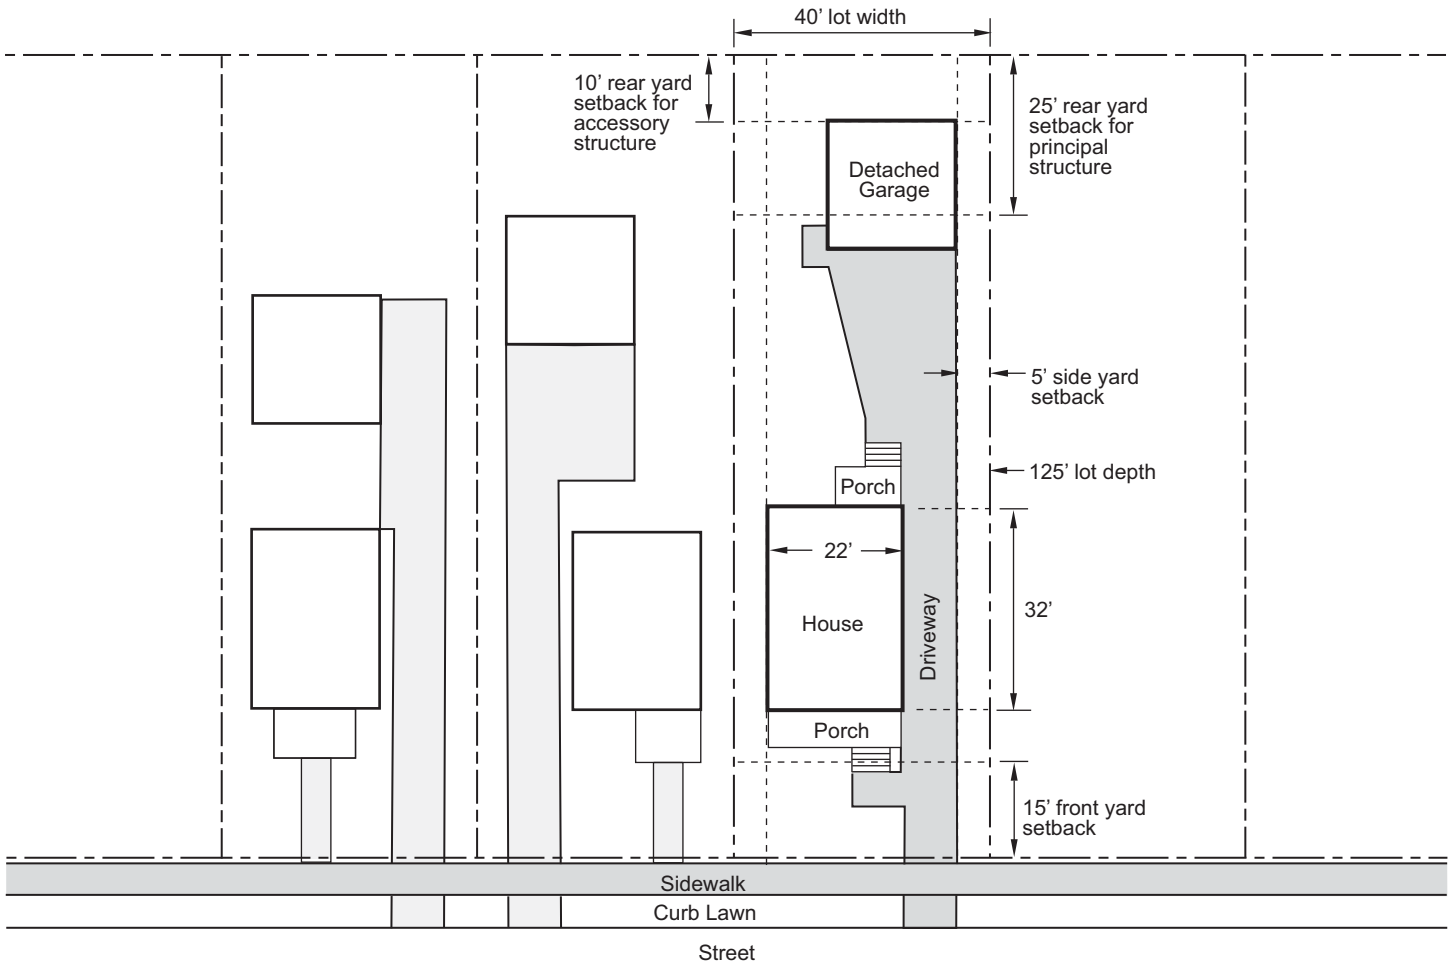 40’ lot width
10’ rear yard
setback for
accessory
structure
25’ rear yard
setback for
principal
structure
Detached
Garage
5’ side yard
setback
125’ lot depth
Porch
22’
House
Driveway
32’
Porch
15’ front yard
setback
Sidewalk
Curb Lawn
Street